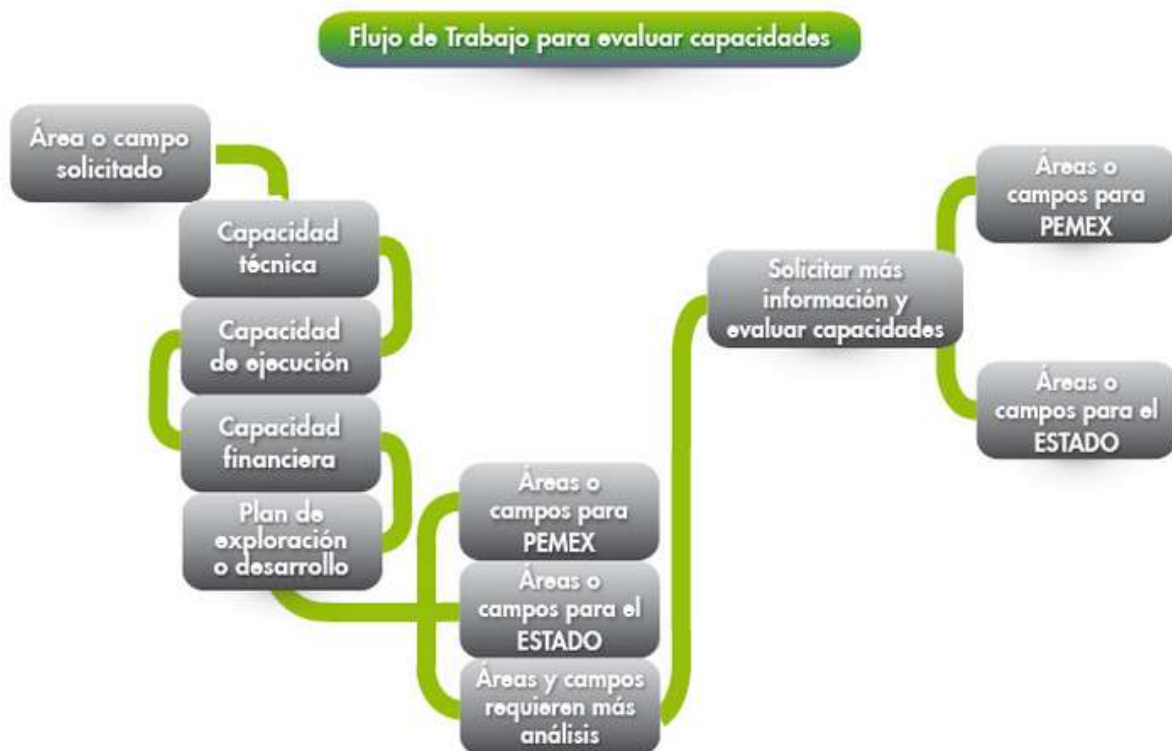 Flujo de Trabajo para evaluar capacidades
Área o campo
solicitado
Capacidad
técnica
Capacidad
de ejecución
Capacidad
financiera
Plan de
exploración
o desarrollo
Áreas o
campos para
PEMEX
Áreas o
campos para el
ESTADO
Áreas y campos
requieren más
análisis
Solicitar más
información y
evaluar capacidades
Áreas o
campos para
PEMEX
Áreas o
campos para el
ESTADO